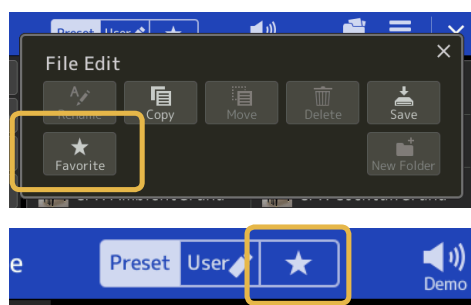 Preset User
File Edit
Rename Copy Move Delete Save
Favorite New Folder
Preset User
Demo